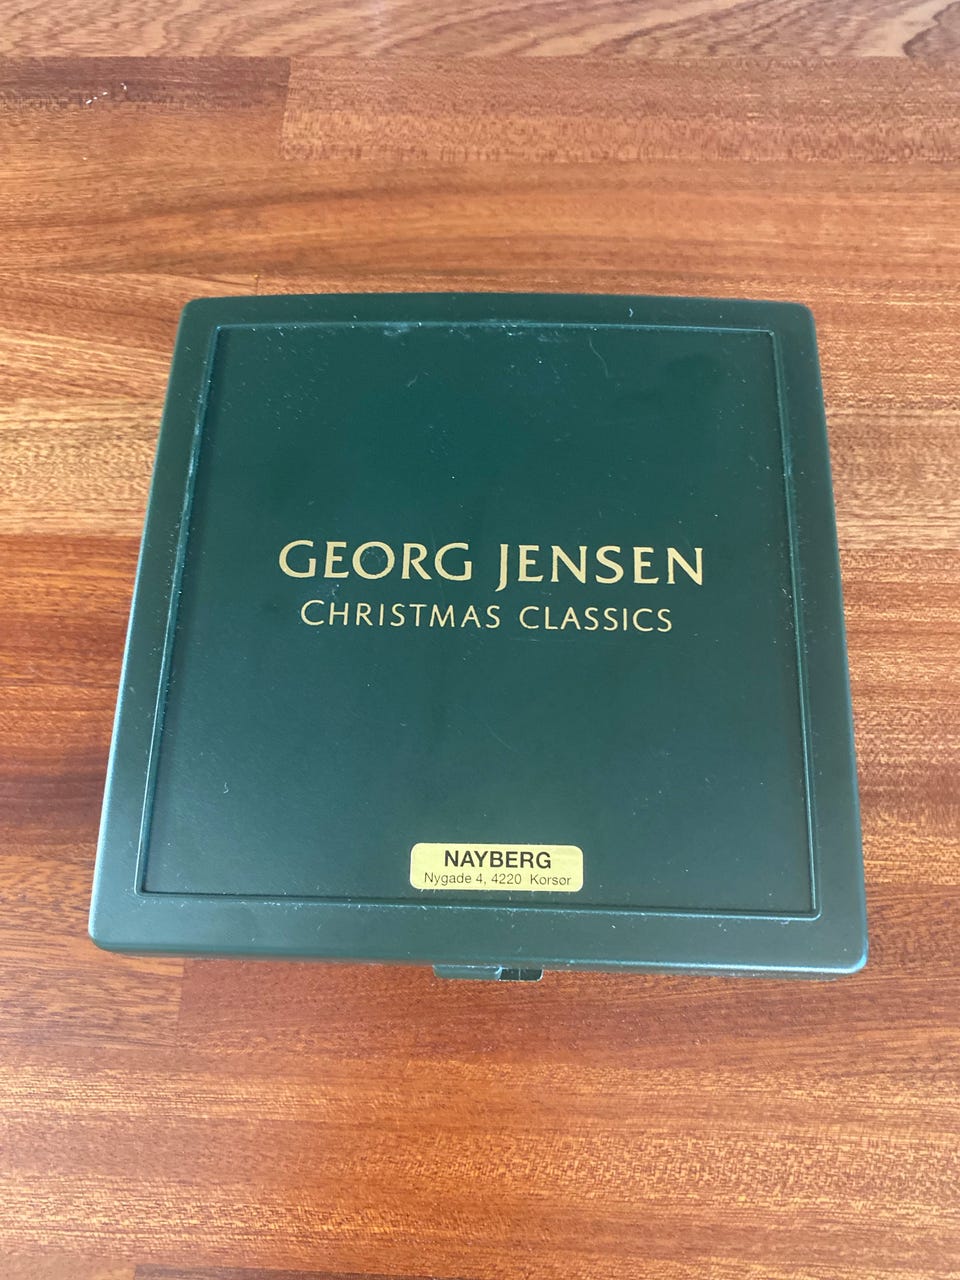 GEORG JENSEN
CHRISTMAS CLASSICS
NAYBERG
Nygade 4, 4220 Korsør